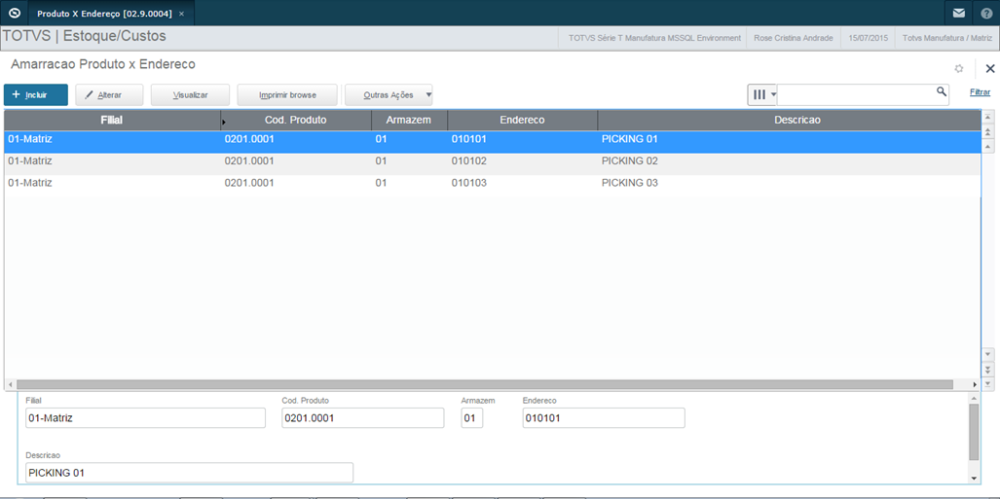 Produto X Endereço [02.9.0004] ×
TOTVS | Estoque/Custos
TOTVS Série T Manufatura MSSQL Environment Rose Cristina Andrade 15/07/2015 Totvs Manufatura / Matriz
Amarracao Produto x Endereco
+ Incluir Alterar Visualizar Imprimir browse Outras Ações Filtrar
Filial Cod. Produto Armazem Endereco Descricao
01-Matriz 0201.0001 01 010101 PICKING 01
01-Matriz 0201.0001 01 010102 PICKING 02
01-Matriz 0201.0001 01 010103 PICKING 03
Filial Cod. Produto Armazem Endereco
01-Matriz 0201.0001 01 010101
Descricao
PICKING 01